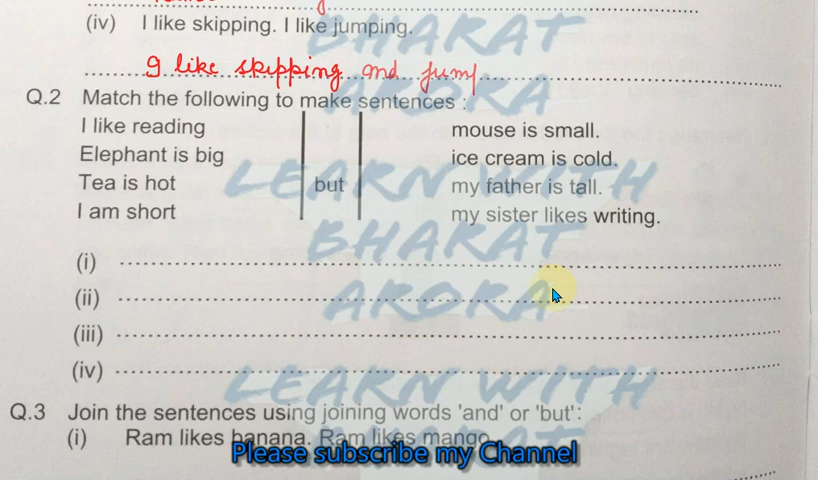 (iv) I like skipping. I like jumping.
I like skipping and jump
Q.2 Match the following to make sentences :
I like reading mouse is small.
Elephant is big ice cream is cold.
Tea is hot but my father is tall.
I am short my sister likes writing.
(i)
(ii)
(iii)
(iv)
Q.3 Join the sentences using joining words 'and' or 'but':
(i) Ram likes banana. Ram likes mango.
Please subscribe my Channel
BHARAT
ARORA
LEARN WITH
BHARAT
ARORA
LEARN WITH
BHARAT